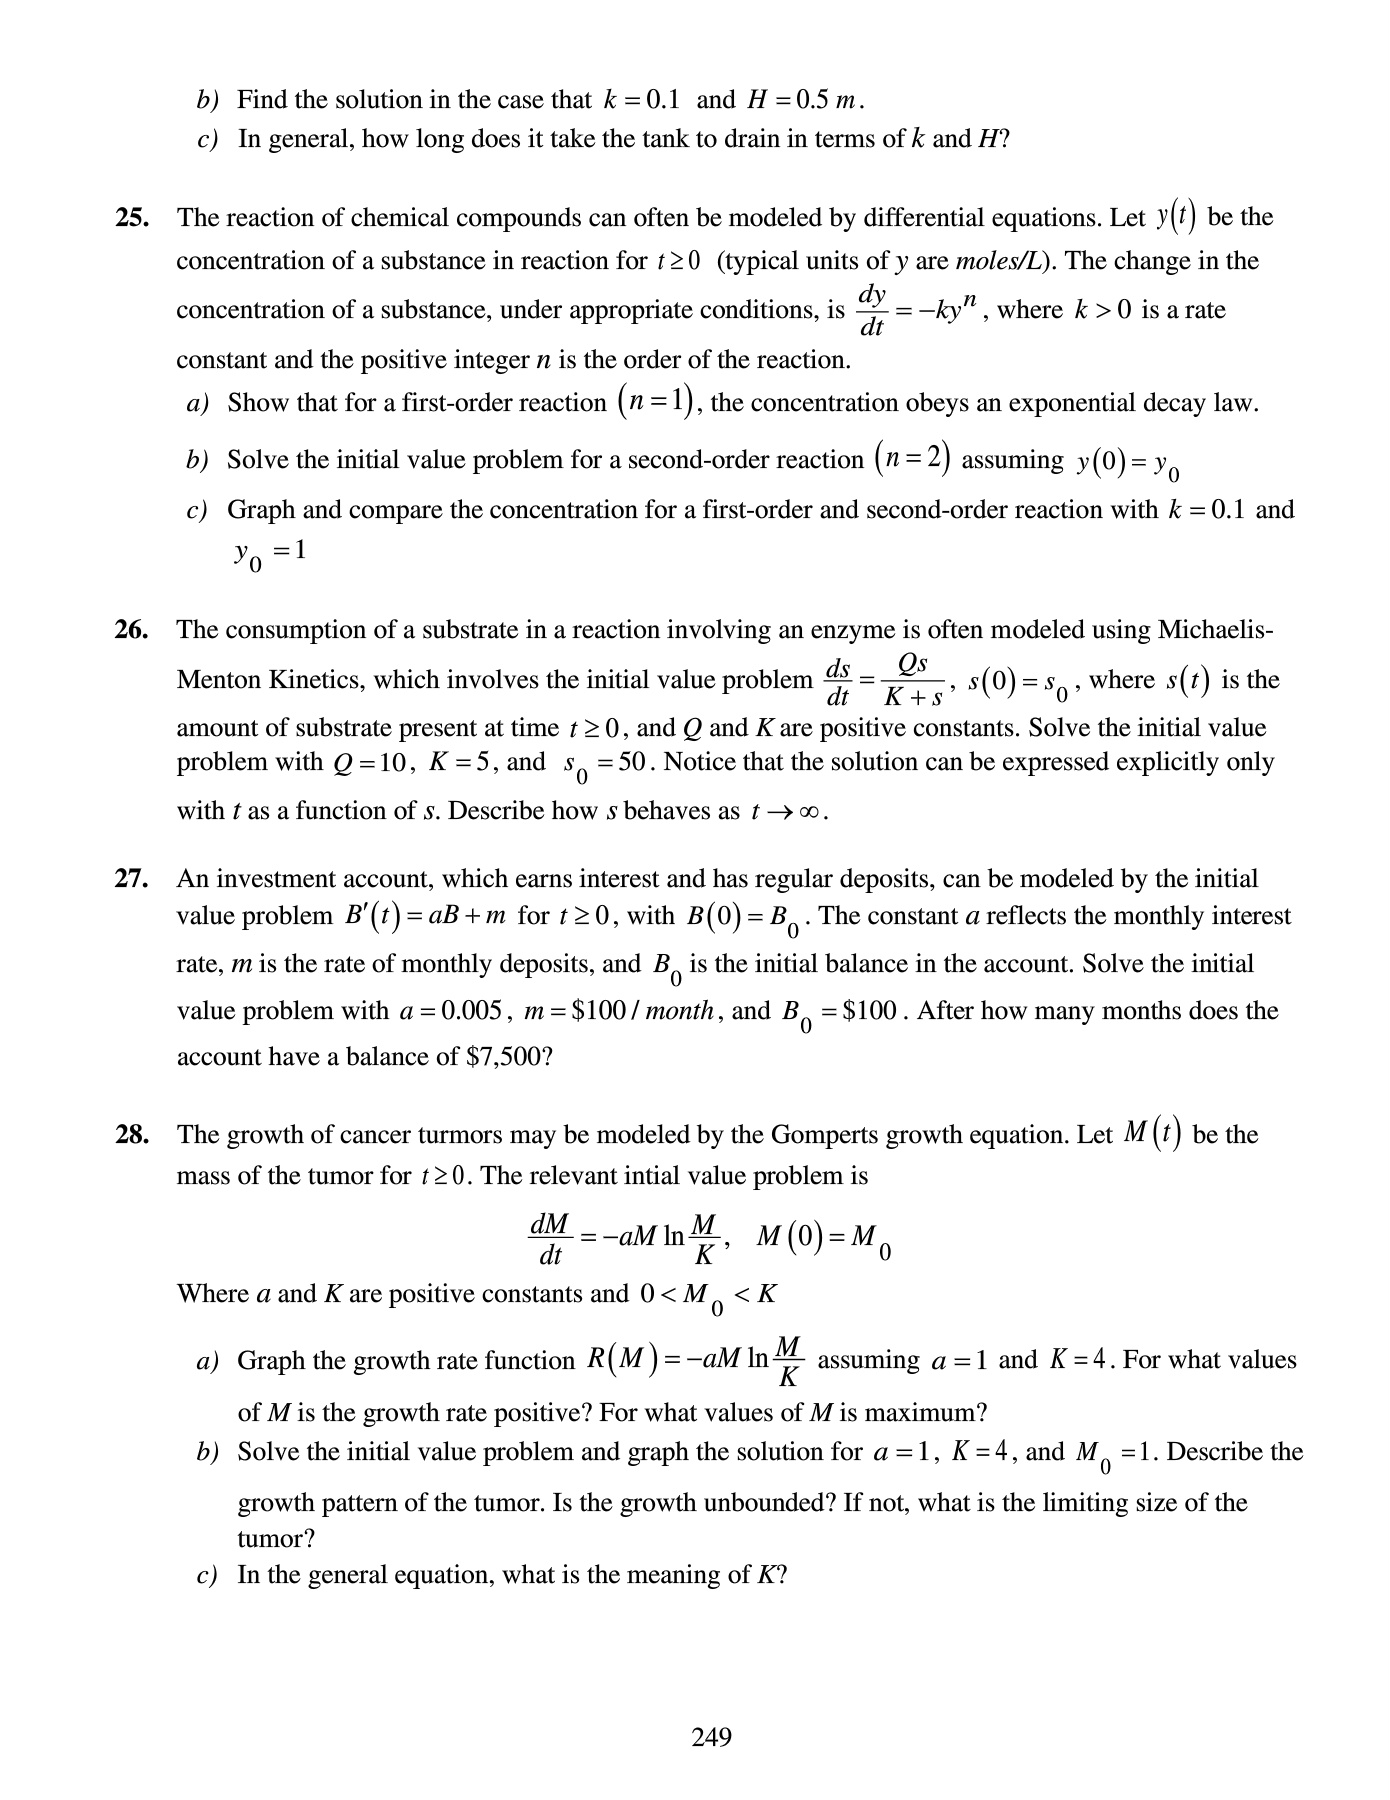 b) Find the solution in the case that k = 0.1 and H = 0.5 m.
c) In general, how long does it take the tank to drain in terms of k and H?
25. The reaction of chemical compounds can often be modeled by differential equations. Let y(t) be the
concentration of a substance in reaction for t ≥ 0 (typical units of y are moles/L). The change in the
concentration of a substance, under appropriate conditions, is dy/dt = −ky^n, where k > 0 is a rate
constant and the positive integer n is the order of the reaction.
a) Show that for a first-order reaction (n = 1), the concentration obeys an exponential decay law.
b) Solve the initial value problem for a second-order reaction (n = 2) assuming y(0) = y_0
c) Graph and compare the concentration for a first-order and second-order reaction with k = 0.1 and
y_0 = 1
26. The consumption of a substrate in a reaction involving an enzyme is often modeled using Michaelis-
Menton Kinetics, which involves the initial value problem ds/dt = Qs/(K + s), s(0) = s_0, where s(t) is the
amount of substrate present at time t ≥ 0, and Q and K are positive constants. Solve the initial value
problem with Q = 10, K = 5, and s_0 = 50. Notice that the solution can be expressed explicitly only
with t as a function of s. Describe how s behaves as t → ∞.
27. An investment account, which earns interest and has regular deposits, can be modeled by the initial
value problem B′(t) = aB + m for t ≥ 0, with B(0) = B_0. The constant a reflects the monthly interest
rate, m is the rate of monthly deposits, and B_0 is the initial balance in the account. Solve the initial
value problem with a = 0.005, m = $100 / month, and B_0 = $100. After how many months does the
account have a balance of $7,500?
28. The growth of cancer turmors may be modeled by the Gomperts growth equation. Let M(t) be the
mass of the tumor for t ≥ 0. The relevant intial value problem is
dM/dt = −aM ln M/K, M(0) = M_0
Where a and K are positive constants and 0 < M_0 < K
a) Graph the growth rate function R(M) = −aM ln M/K assuming a = 1 and K = 4. For what values
of M is the growth rate positive? For what values of M is maximum?
b) Solve the initial value problem and graph the solution for a = 1, K = 4, and M_0 = 1. Describe the
growth pattern of the tumor. Is the growth unbounded? If not, what is the limiting size of the
tumor?
c) In the general equation, what is the meaning of K?
249